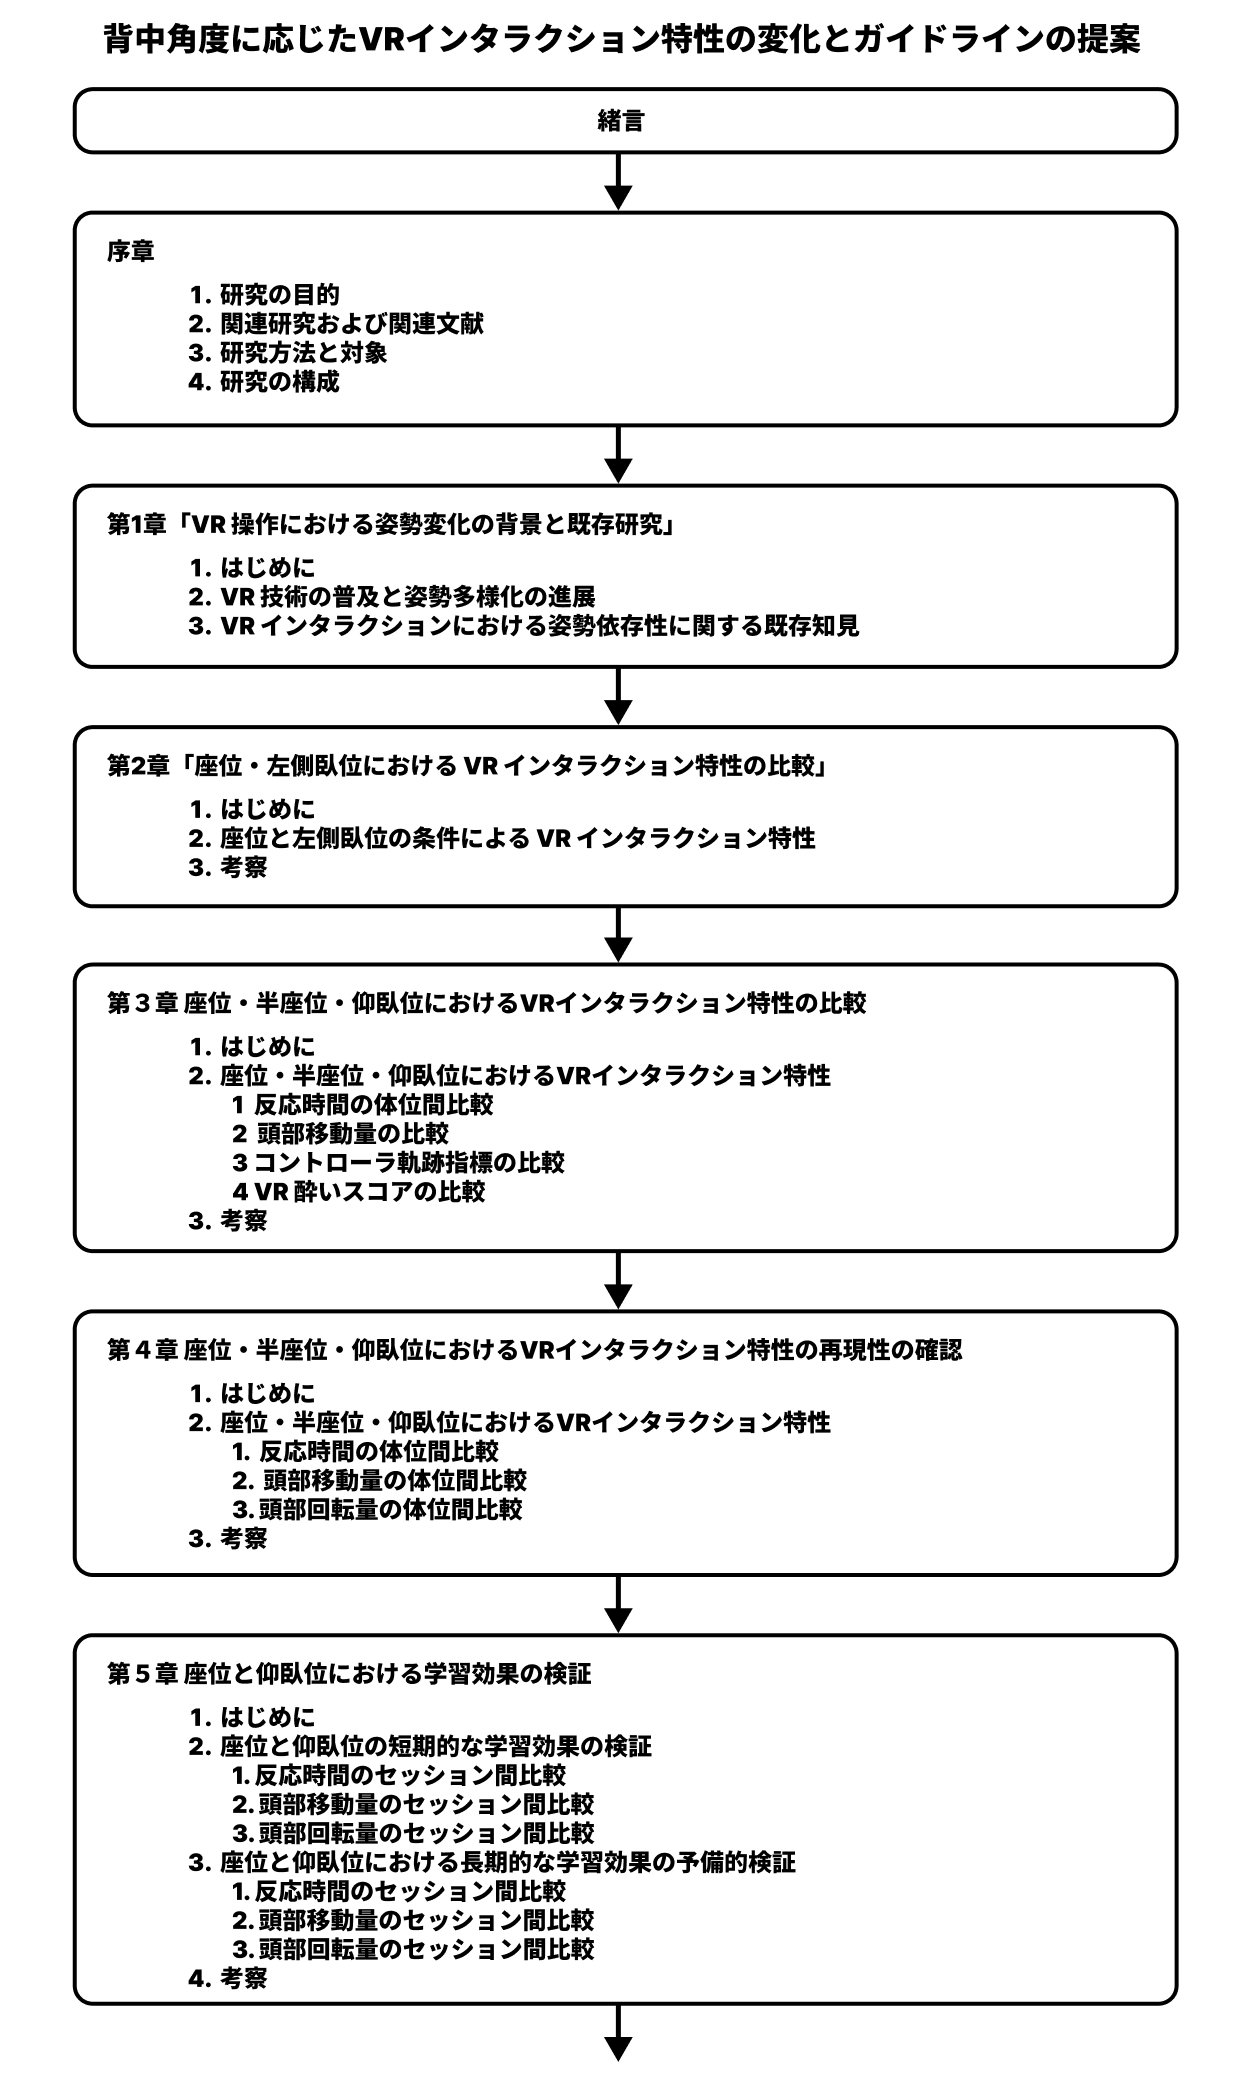 背中角度に応じたVRインタラクション特性の変化とガイドラインの提案
緒言
序章
1. 研究の目的
2. 関連研究および関連文献
3. 研究方法と対象
4. 研究の構成
第1章「VR 操作における姿勢変化の背景と既存研究」
1. はじめに
2. VR 技術の普及と姿勢多様化の進展
3. VR インタラクションにおける姿勢依存性に関する既存知見
第2章「座位・左側臥位における VR インタラクション特性の比較」
1. はじめに
2. 座位と左側臥位の条件による VR インタラクション特性
3. 考察
第３章 座位・半座位・仰臥位におけるVRインタラクション特性の比較
1. はじめに
2. 座位・半座位・仰臥位におけるVRインタラクション特性
1 反応時間の体位間比較
2 頭部移動量の比較
3 コントローラ軌跡指標の比較
4 VR 酔いスコアの比較
3. 考察
第４章 座位・半座位・仰臥位におけるVRインタラクション特性の再現性の確認
1. はじめに
2. 座位・半座位・仰臥位におけるVRインタラクション特性
1. 反応時間の体位間比較
2. 頭部移動量の体位間比較
3. 頭部回転量の体位間比較
3. 考察
第５章 座位と仰臥位における学習効果の検証
1. はじめに
2. 座位と仰臥位の短期的な学習効果の検証
1. 反応時間のセッション間比較
2. 頭部移動量のセッション間比較
3. 頭部回転量のセッション間比較
3. 座位と仰臥位における長期的な学習効果の予備的検証
1. 反応時間のセッション間比較
2. 頭部移動量のセッション間比較
3. 頭部回転量のセッション間比較
4. 考察